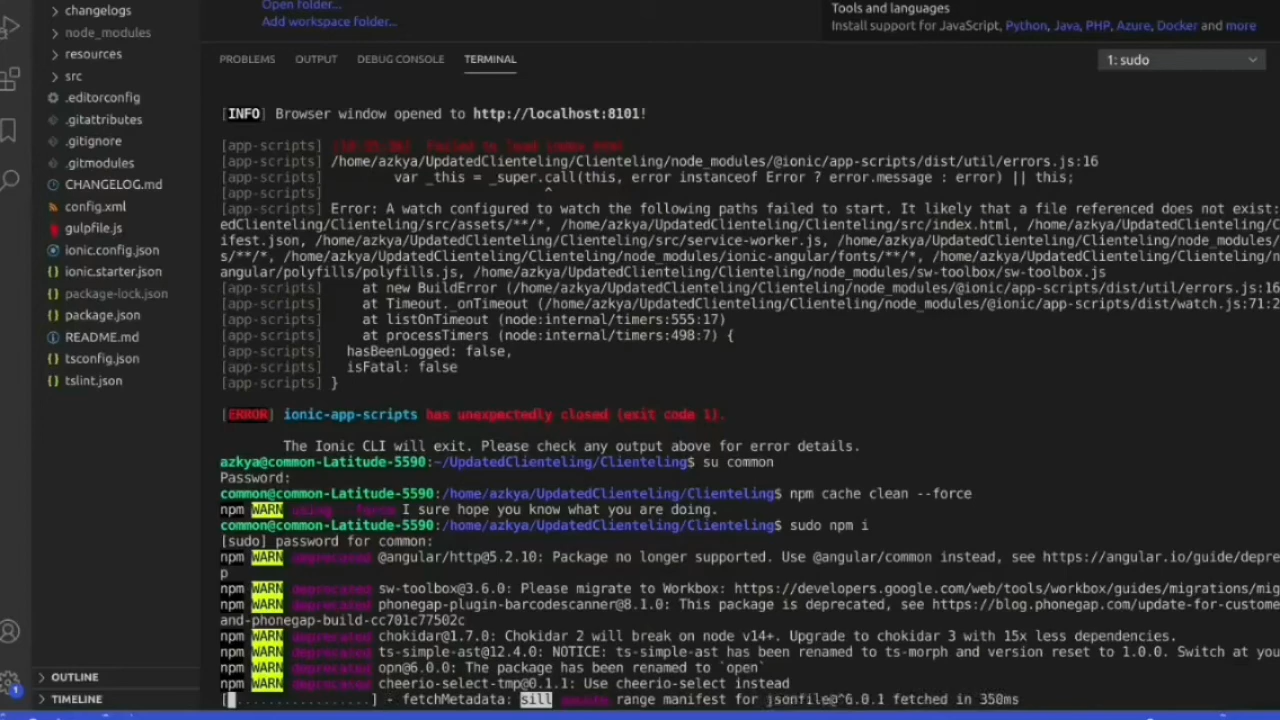 changelogs
node_modules
resources
src
.editorconfig
.gitattributes
.gitignore
.gitmodules
CHANGELOG.md
config.xml
gulpfile.js
ionic.config.json
ionic.starter.json
package-lock.json
package.json
README.md
tsconfig.json
tslint.json
OUTLINE
TIMELINE
1
Open folder...
Add workspace folder...
Tools and languages
Install support for JavaScript, Python, Java, PHP, Azure, Docker and more
PROBLEMS OUTPUT DEBUG CONSOLE TERMINAL
1: sudo
[INFO] Browser window opened to http://localhost:8101!
[app-scripts] Failed to load index.html
[app-scripts] /home/azkya/UpdatedClienteling/Clienteling/node_modules/@ionic/app-scripts/dist/util/errors.js:16
[app-scripts] var _this = _super.call(this, error instanceof Error ? error.message : error) || this;
[app-scripts] ^
[app-scripts] Error: A watch configured to watch the following paths failed to start. It likely that a file referenced does not exist:
edClienteling/Clienteling/src/assets/**/*, /home/azkya/UpdatedClienteling/Clienteling/src/index.html, /home/azkya/UpdatedClienteling/C
ifest.json, /home/azkya/UpdatedClienteling/Clienteling/src/service-worker.js, /home/azkya/UpdatedClienteling/Clienteling/node_modules/
s/**/*, /home/azkya/UpdatedClienteling/Clienteling/node_modules/ionic-angular/fonts/**/*, /home/azkya/UpdatedClienteling/Clienteling/n
angular/polyfills/polyfills.js, /home/azkya/UpdatedClienteling/Clienteling/node_modules/sw-toolbox/sw-toolbox.js
[app-scripts] at new BuildError (/home/azkya/UpdatedClienteling/Clienteling/node_modules/@ionic/app-scripts/dist/util/errors.js:16
[app-scripts] at Timeout._onTimeout (/home/azkya/UpdatedClienteling/Clienteling/node_modules/@ionic/app-scripts/dist/watch.js:71:2
[app-scripts] at listOnTimeout (node:internal/timers:555:17)
[app-scripts] at processTimers (node:internal/timers:498:7) {
[app-scripts] hasBeenLogged: false,
[app-scripts] isFatal: false
[app-scripts] }
[ERROR] ionic-app-scripts has unexpectedly closed (exit code 1).
The Ionic CLI will exit. Please check any output above for error details.
azkya@common-Latitude-5590:~/UpdatedClienteling/Clienteling$ su common
Password:
common@common-Latitude-5590:/home/azkya/UpdatedClienteling/Clienteling$ npm cache clean --force
npm WARN using --force I sure hope you know what you are doing.
common@common-Latitude-5590:/home/azkya/UpdatedClienteling/Clienteling$ sudo npm i
[sudo] password for common:
npm WARN deprecated @angular/http@5.2.10: Package no longer supported. Use @angular/common instead, see https://angular.io/guide/depre
p
npm WARN deprecated sw-toolbox@3.6.0: Please migrate to Workbox: https://developers.google.com/web/tools/workbox/guides/migrations/mig
npm WARN deprecated phonegap-plugin-barcodescanner@8.1.0: This package is deprecated, see https://blog.phonegap.com/update-for-custome
and-phonegap-build-cc701c77502c
npm WARN deprecated chokidar@1.7.0: Chokidar 2 will break on node v14+. Upgrade to chokidar 3 with 15x less dependencies.
npm WARN deprecated ts-simple-ast@12.4.0: NOTICE: ts-simple-ast has been renamed to ts-morph and version reset to 1.0.0. Switch at you
npm WARN deprecated opn@6.0.0: The package has been renamed to `open`
npm WARN deprecated cheerio-select-tmp@0.1.1: Use cheerio-select instead
[ ..................] - fetchMetadata: sill range manifest for jsonfile@^6.0.1 fetched in 350ms